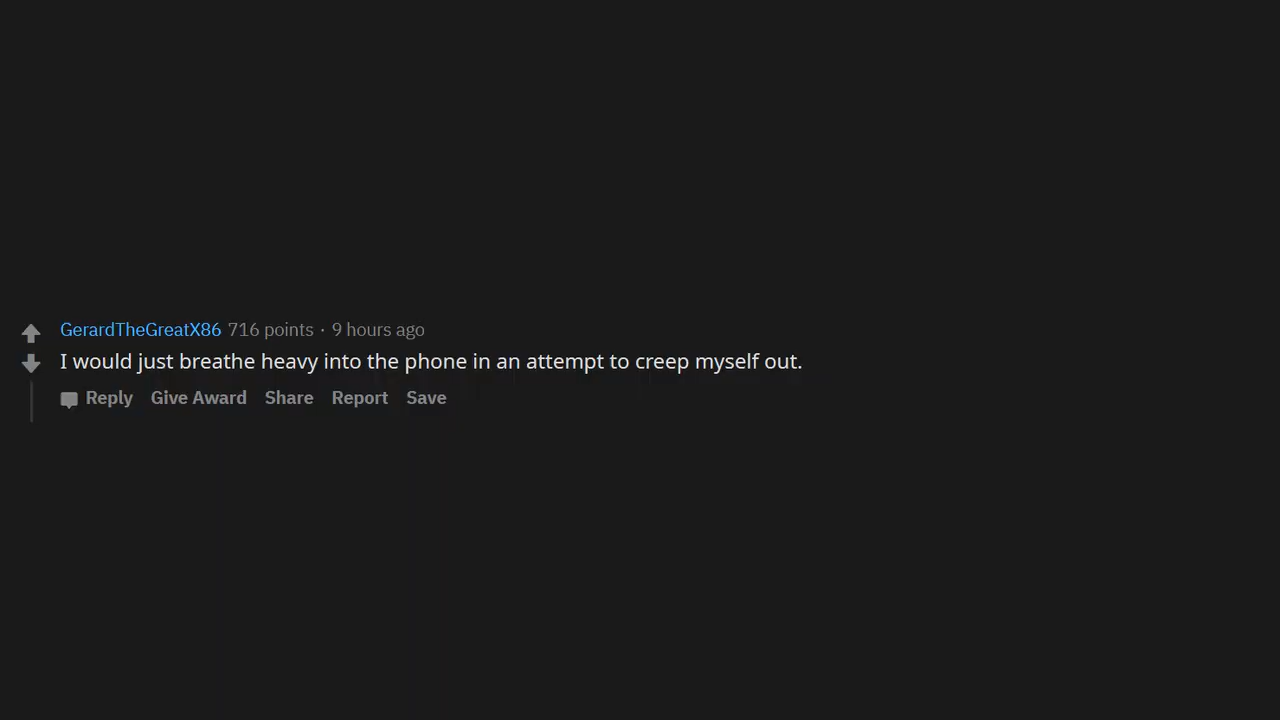 GerardTheGreatX86 716 points · 9 hours ago
I would just breathe heavy into the phone in an attempt to creep myself out.
Reply Give Award Share Report Save